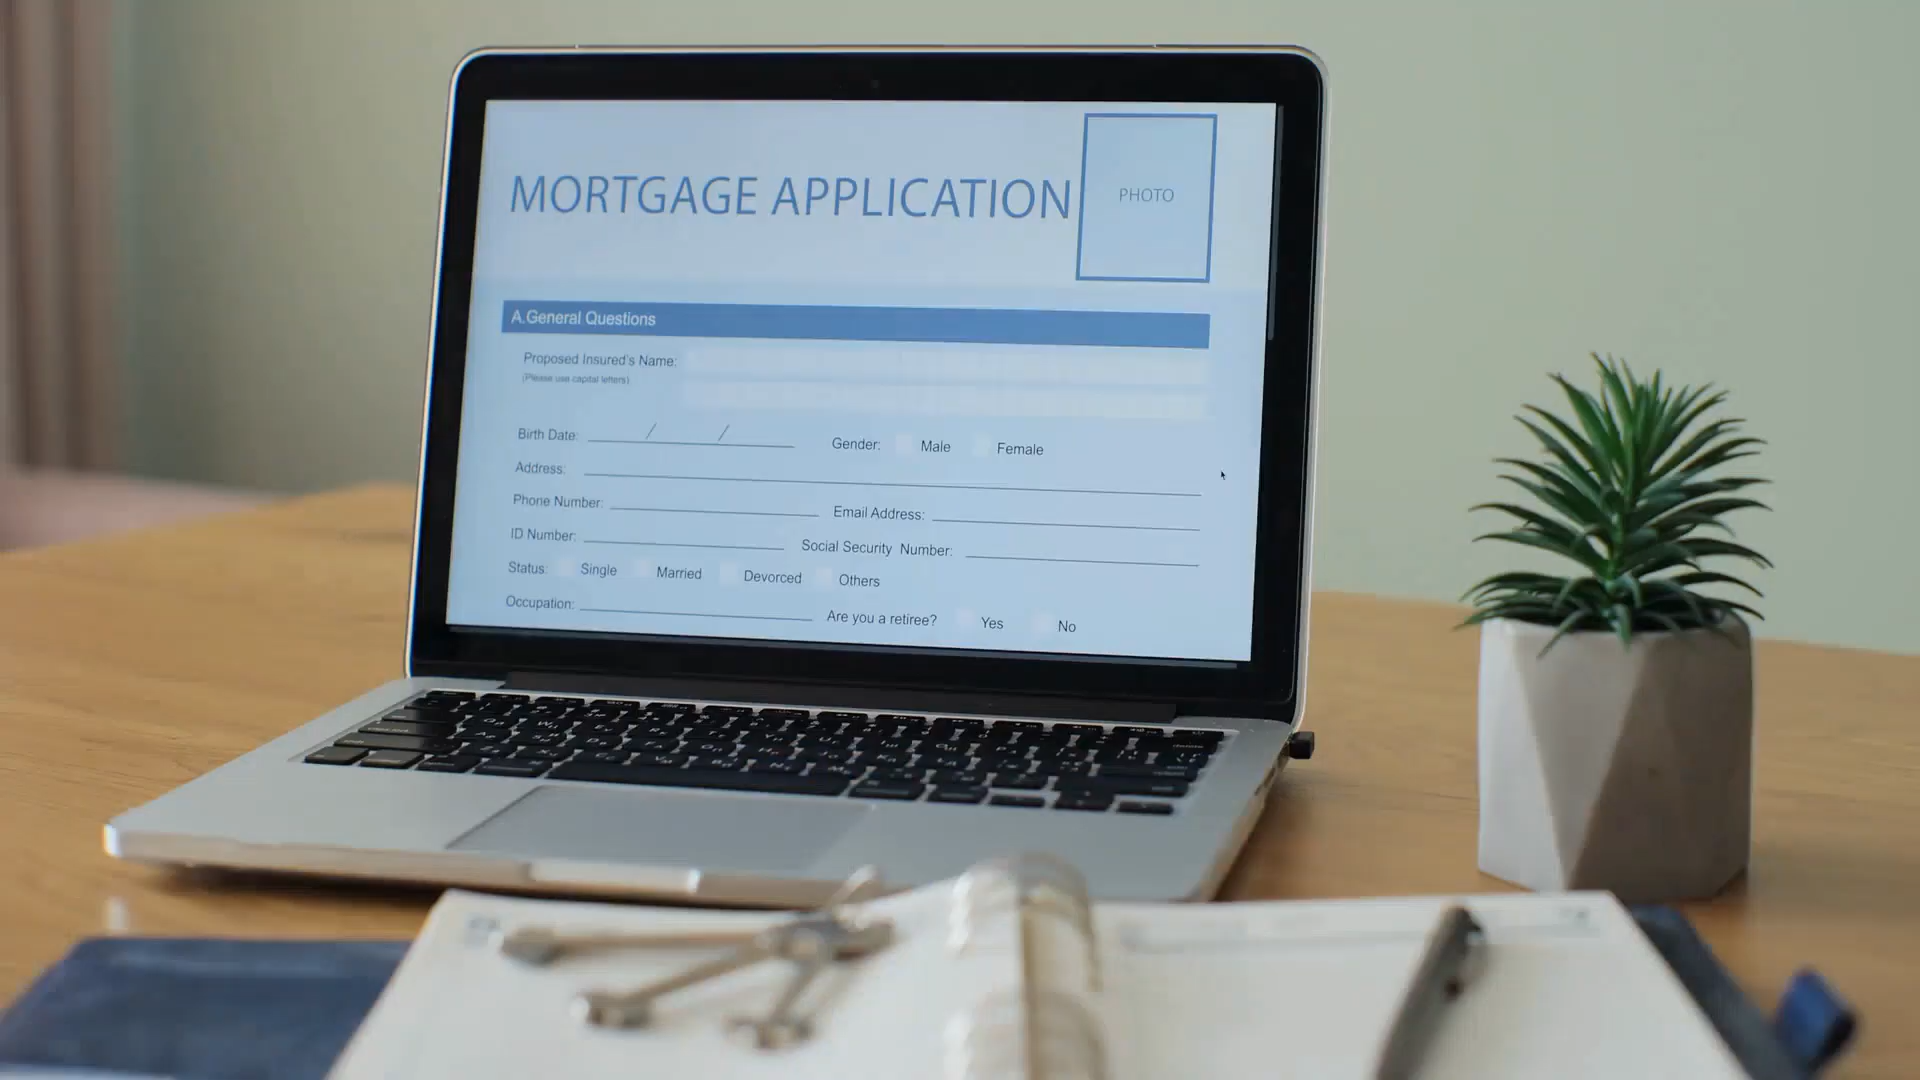 MORTGAGE APPLICATION
PHOTO
A.General Questions
Proposed Insured's Name:
(Please use capital letters)
Birth Date: / / Gender: Male Female
Address:
Phone Number: Email Address:
ID Number: Social Security Number:
Status: Single Married Devorced Others
Occupation: Are you a retiree? Yes No